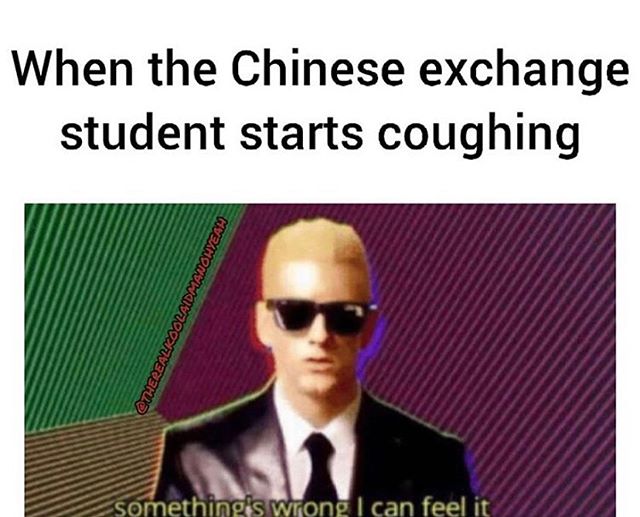 When the Chinese exchange
student starts coughing
@THEREALKOOLAIDMANOHYEAH
something's wrong I can feel it